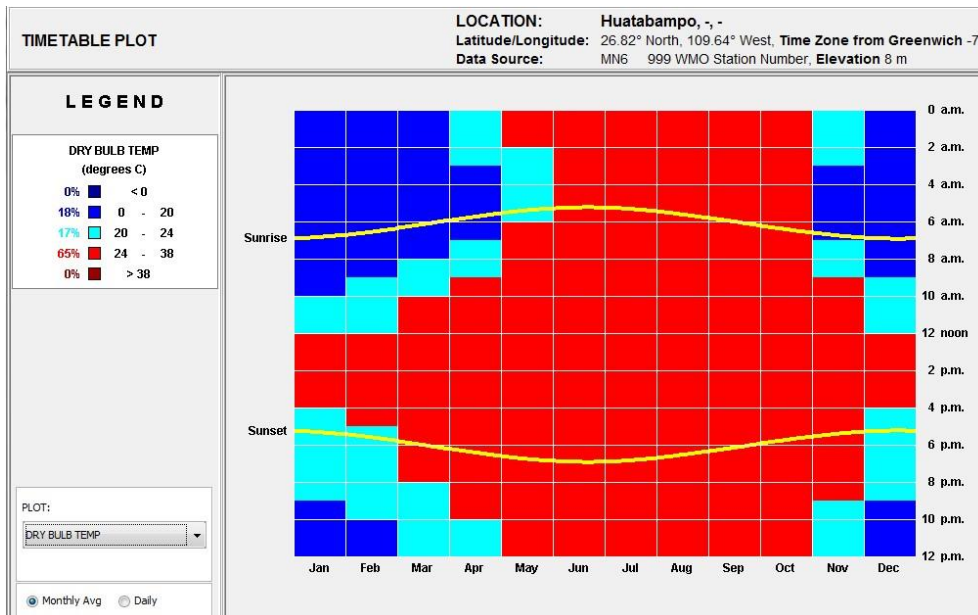 TIMETABLE PLOT
LOCATION: Huatabampo, -, -
Latitude/Longitude: 26.82° North, 109.64° West, Time Zone from Greenwich -7
Data Source: MN6 999 WMO Station Number, Elevation 8 m
LEGEND
DRY BULB TEMP
(degrees C)
0% < 0
18% 0 - 20
17% 20 - 24
65% 24 - 38
0% > 38
PLOT:
DRY BULB TEMP
Monthly Avg Daily
Sunrise
Sunset
0 a.m.
2 a.m.
4 a.m.
6 a.m.
8 a.m.
10 a.m.
12 noon
2 p.m.
4 p.m.
6 p.m.
8 p.m.
10 p.m.
12 p.m.
Jan Feb Mar Apr May Jun Jul Aug Sep Oct Nov Dec